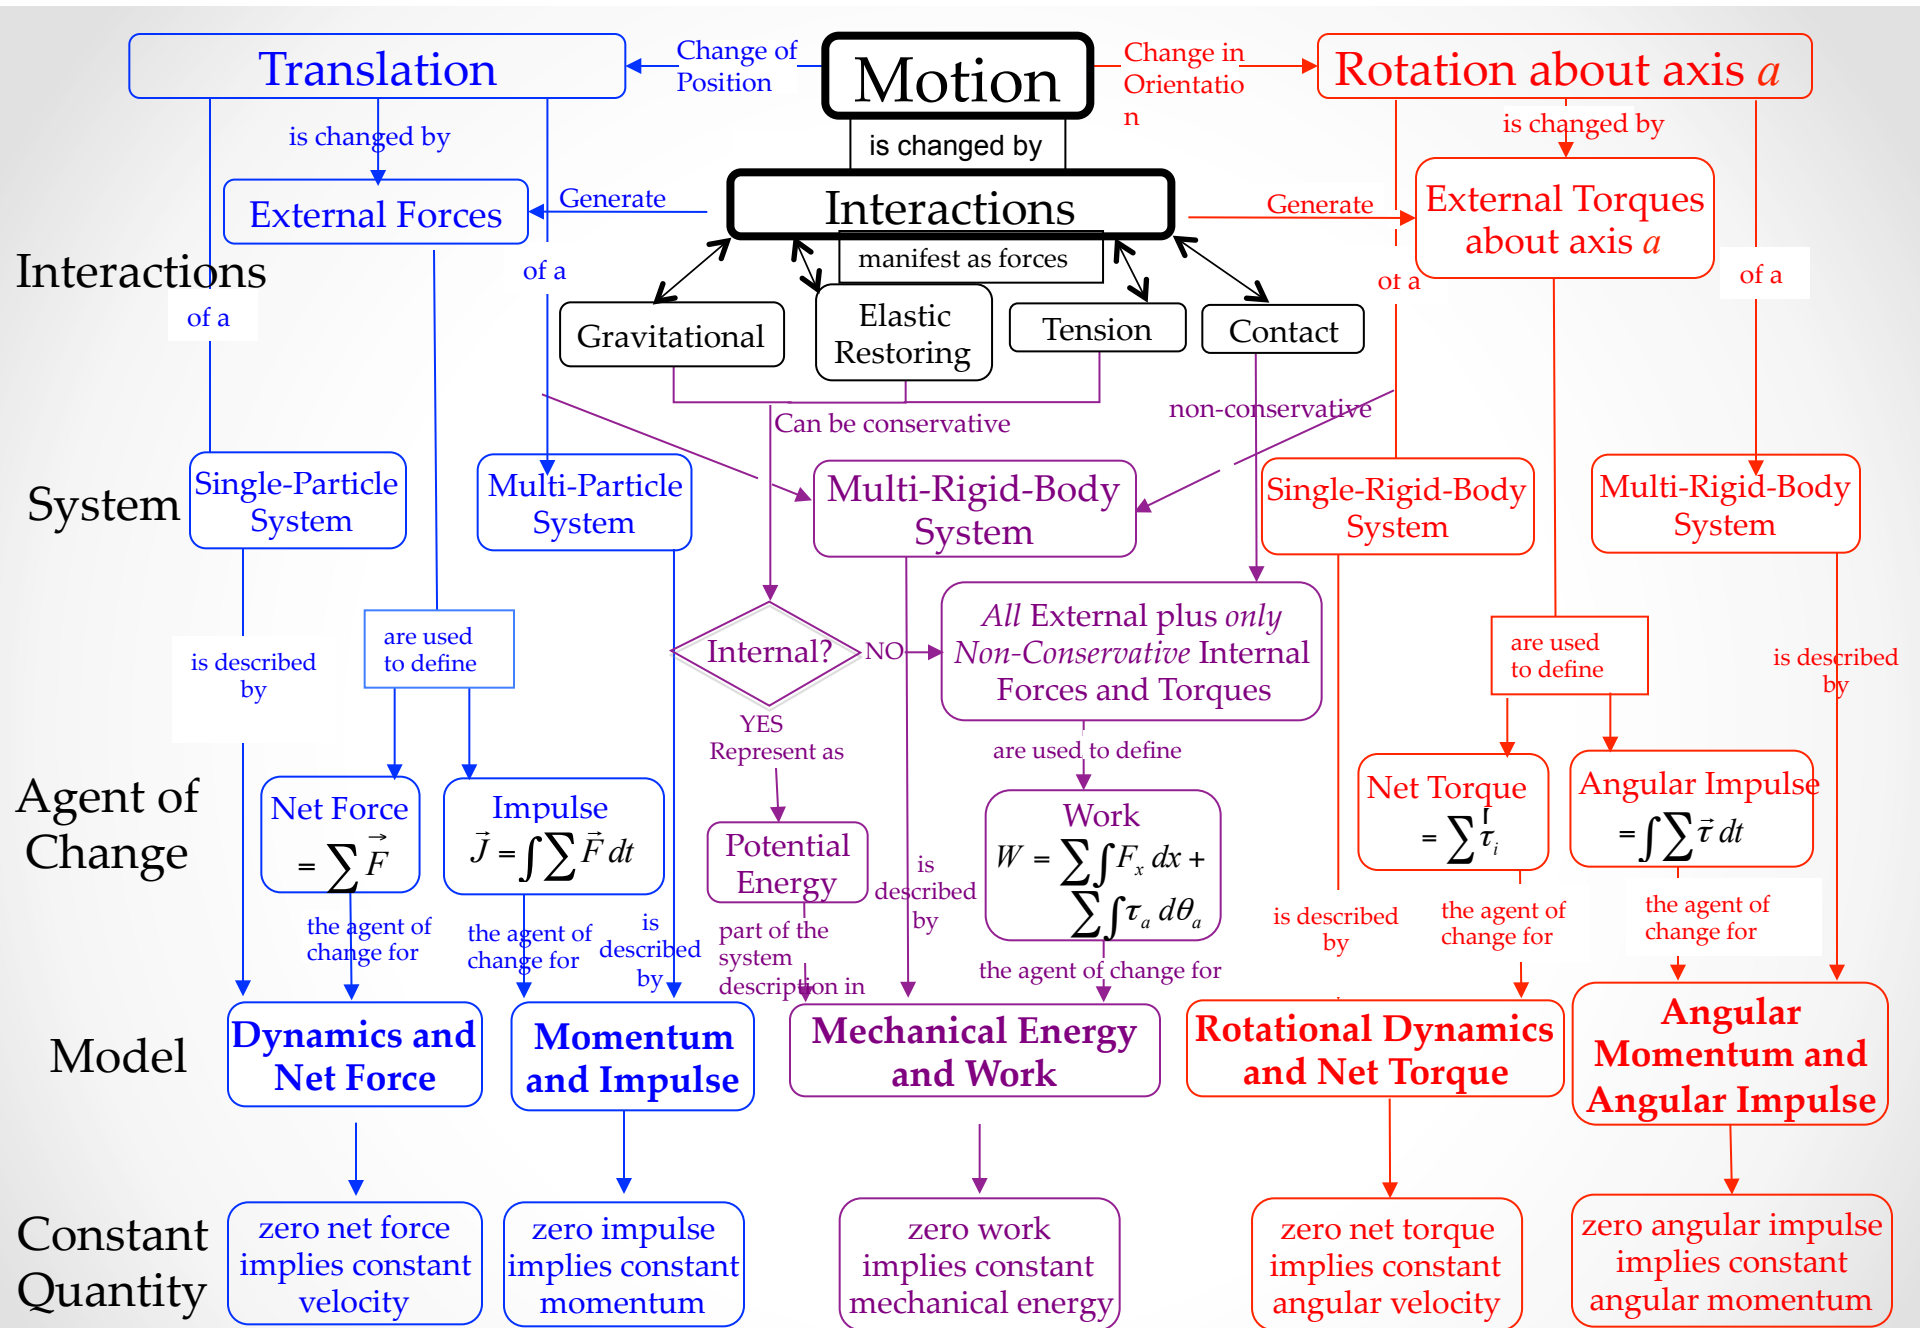 Translation
Change of
Position
Motion
Change in
Orientatio
n
Rotation about axis a
is changed by
is changed by
is changed by
External Forces
Generate
Interactions
Generate
External Torques
about axis a
Interactions
manifest as forces
of a
of a
of a
of a
Gravitational
Elastic
Restoring
Tension
Contact
Can be conservative
non-conservative
System
Single-Particle
System
Multi-Particle
System
Multi-Rigid-Body
System
Single-Rigid-Body
System
Multi-Rigid-Body
System
is described
by
are used
to define
Internal?
NO
All External plus only
Non-Conservative Internal
Forces and Torques
are used
to define
is described
by
YES
Represent as
are used to define
Agent of
Change
Net Force
= ∑ F⃗
Impulse
J⃗ = ∫∑ F⃗ dt
Potential
Energy
Work
W = ∑∫ Fₓ dx +
∑∫ τₐ dθₐ
Net Torque
= ∑ τᵢ
Angular Impulse
= ∫∑ τ⃗ dt
the agent of
change for
the agent of
change for
is
described
by
part of the
system
description in
is
described
by
the agent of change for
is described
by
the agent of
change for
the agent of
change for
Model
Dynamics and
Net Force
Momentum
and Impulse
Mechanical Energy
and Work
Rotational Dynamics
and Net Torque
Angular
Momentum and
Angular Impulse
Constant
Quantity
zero net force
implies constant
velocity
zero impulse
implies constant
momentum
zero work
implies constant
mechanical energy
zero net torque
implies constant
angular velocity
zero angular impulse
implies constant
angular momentum